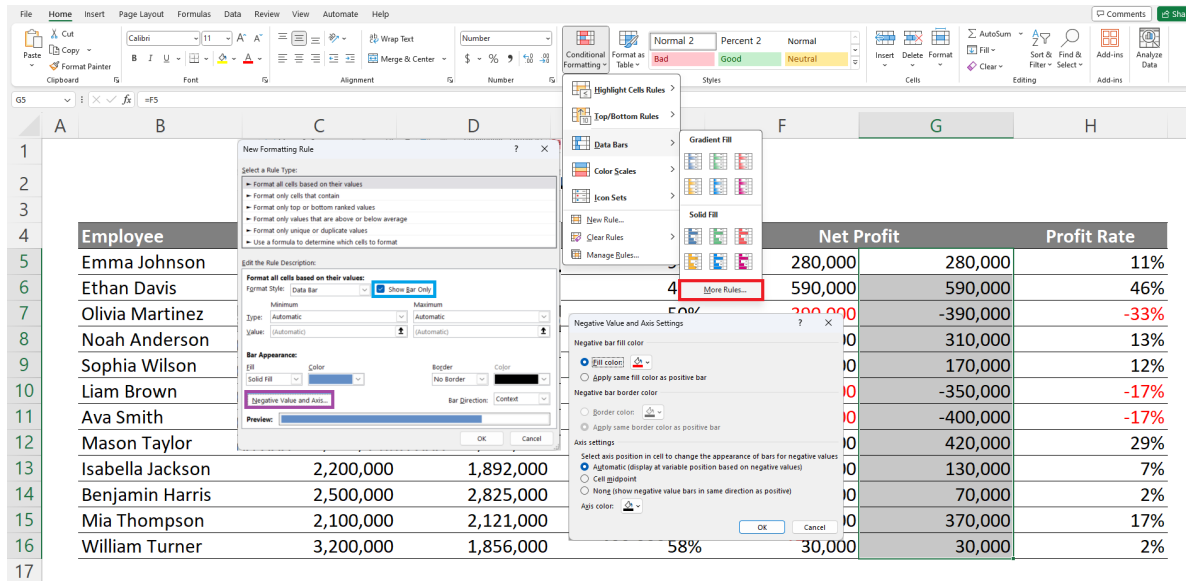 File Home Insert Page Layout Formulas Data Review View Automate Help Comments Sha
Paste
Cut
Copy
Format Painter
Clipboard
Calibri 11 A^ A˅
B I U A
Font
Wrap Text
Merge & Center
Alignment
Number
$ % 9
Number
Conditional Formatting
Format as Table
Normal 2 Percent 2 Normal
Bad Good Neutral
Styles
Insert Delete Format
Cells
AutoSum
Fill
Clear
Sort & Filter
Find & Select
Editing
Add-ins
Add-ins
Analyze Data
G5 fx =F5
A B C D F G H
Highlight Cells Rules
Top/Bottom Rules
Data Bars
Color Scales
Icon Sets
New Rule...
Clear Rules
Manage Rules...
Gradient Fill
Solid Fill
More Rules...
New Formatting Rule ? X
Select a Rule Type:
► Format all cells based on their values
► Format only cells that contain
► Format only top or bottom ranked values
► Format only values that are above or below average
► Format only unique or duplicate values
► Use a formula to determine which cells to format
Edit the Rule Description:
Format all cells based on their values:
Format Style: Data Bar Show Bar Only
Minimum Maximum
Type: Automatic Automatic
Value: (Automatic) (Automatic)
Bar Appearance:
Fill Color Border Color
Solid Fill No Border
Negative Value and Axis... Bar Direction: Context
Preview:
OK Cancel
Negative Value and Axis Settings ? X
Negative bar fill color
Fill color:
Apply same fill color as positive bar
Negative bar border color
Border color:
Apply same border color as positive bar
Axis settings
Select axis position in cell to change the appearance of bars for negative values
Automatic (display at variable position based on negative values)
Cell midpoint
None (show negative value bars in same direction as positive)
Axis color:
OK Cancel
1
2
3
4 Employee Net Profit Profit Rate
5 Emma Johnson 280,000 280,000 11%
6 Ethan Davis 4 590,000 590,000 46%
7 Olivia Martinez 50% -390,000 -390,000 -33%
8 Noah Anderson 310,000 13%
9 Sophia Wilson 170,000 12%
10 Liam Brown -350,000 -17%
11 Ava Smith -400,000 -17%
12 Mason Taylor 420,000 29%
13 Isabella Jackson 2,200,000 1,892,000 130,000 7%
14 Benjamin Harris 2,500,000 2,825,000 70,000 2%
15 Mia Thompson 2,100,000 2,121,000 370,000 17%
16 William Turner 3,200,000 1,856,000 58% 30,000 30,000 2%
17